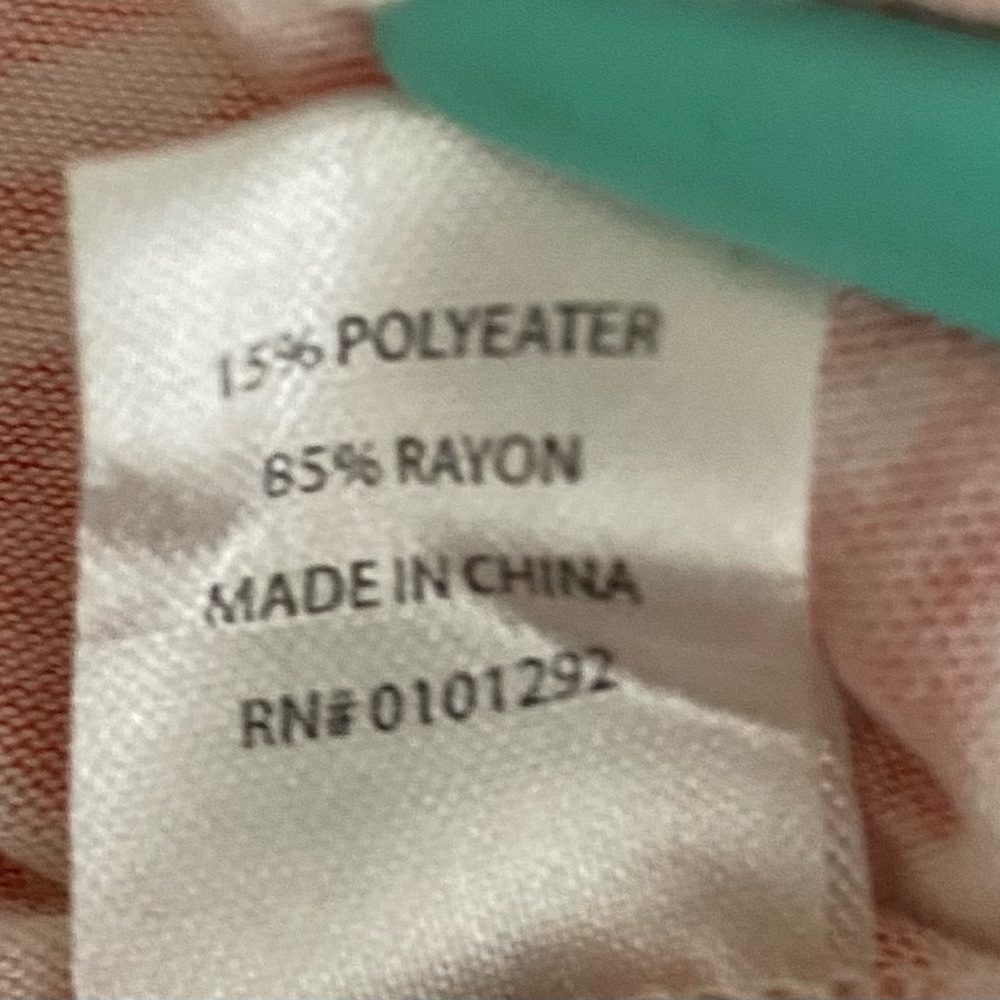 15% POLYEATER
85% RAYON
MADE IN CHINA
RN# 0101292